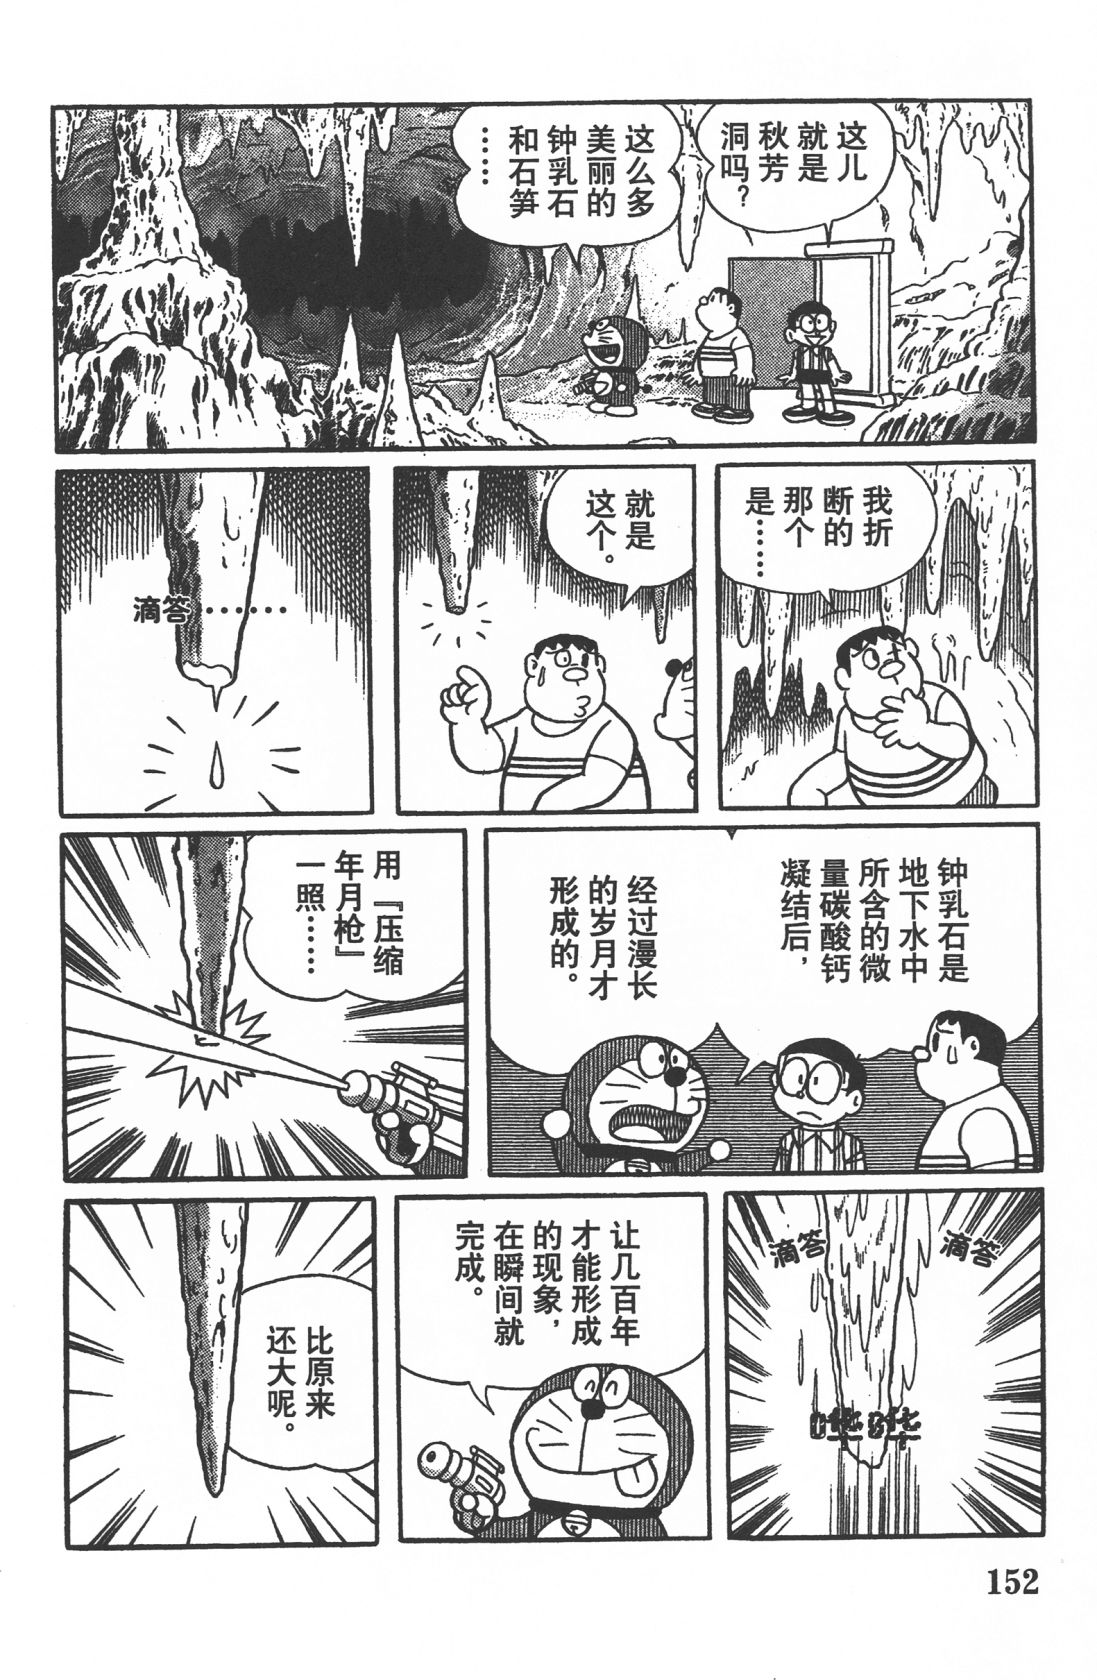 这儿
就是
秋芳
洞吗？
这么多
美丽的
钟乳石
和石笋
……
我折
断的
那个
是……
就是
这个。
滴答……
钟乳石是
地下水中
所含的微
量碳酸钙
凝结后，
经过漫长
的岁月才
形成的。
用『压缩
年月枪』
一照……
滴答
滴答
哗哗
让几百年
才能形成
的现象，
在瞬间就
完成。
比原来
还大呢。
152